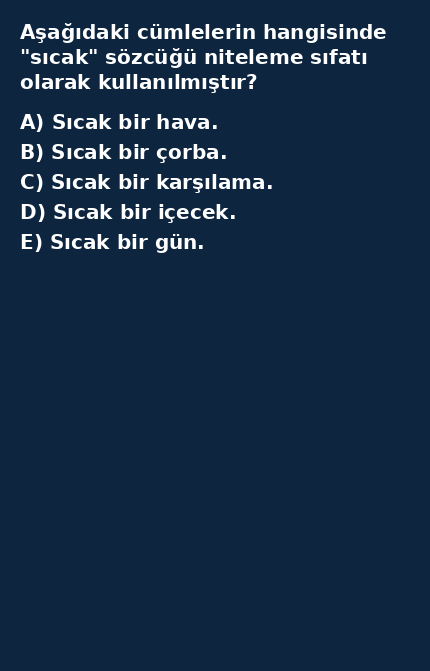 Aşağıdaki cümlelerin hangisinde
"sıcak" sözcüğü niteleme sıfatı
olarak kullanılmıştır?
A) Sıcak bir hava.
B) Sıcak bir çorba.
C) Sıcak bir karşılama.
D) Sıcak bir içecek.
E) Sıcak bir gün.